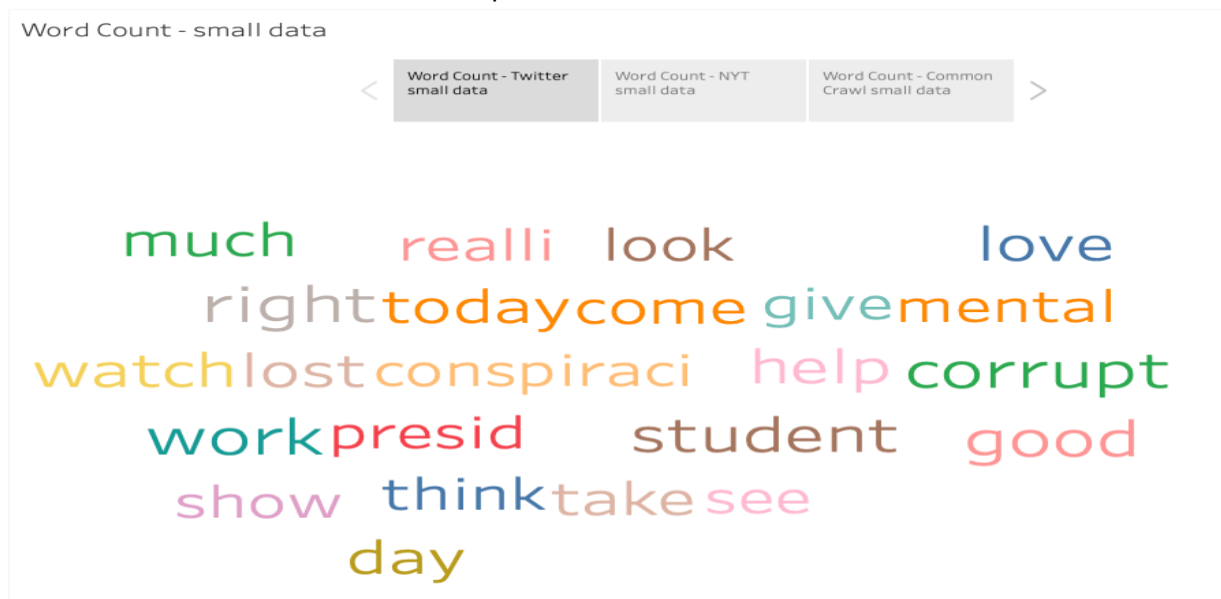 Word Count - small data
< Word Count - Twitter small data Word Count - NYT small data Word Count - Common Crawl small data >
much realli look love
right today come give mental
watch lost conspiraci help corrupt
work presid student good
show think take see
day